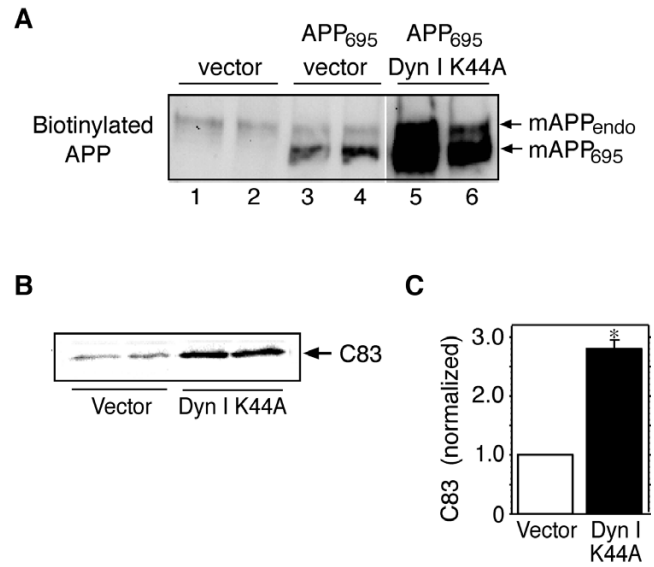 A
APP695 APP695
vector vector Dyn I K44A
Biotinylated APP
mAPPendo
mAPP695
1 2 3 4 5 6
B
C83
Vector Dyn I K44A
C
C83 (normalized)
3.0
2.0
1.0
0
*
Vector Dyn I K44A